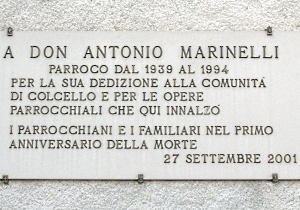 A DON ANTONIO MARINELLI
PARROCO DAL 1939 AL 1994
PER LA SUA DEDIZIONE ALLA COMUNITÁ
DI COLCELLO E PER LE OPERE
PARROCCHIALI CHE QUI INNALZÒ
I PARROCCHIANI E I FAMILIARI NEL PRIMO
ANNIVERSARIO DELLA MORTE
27 SETTEMBRE 2001